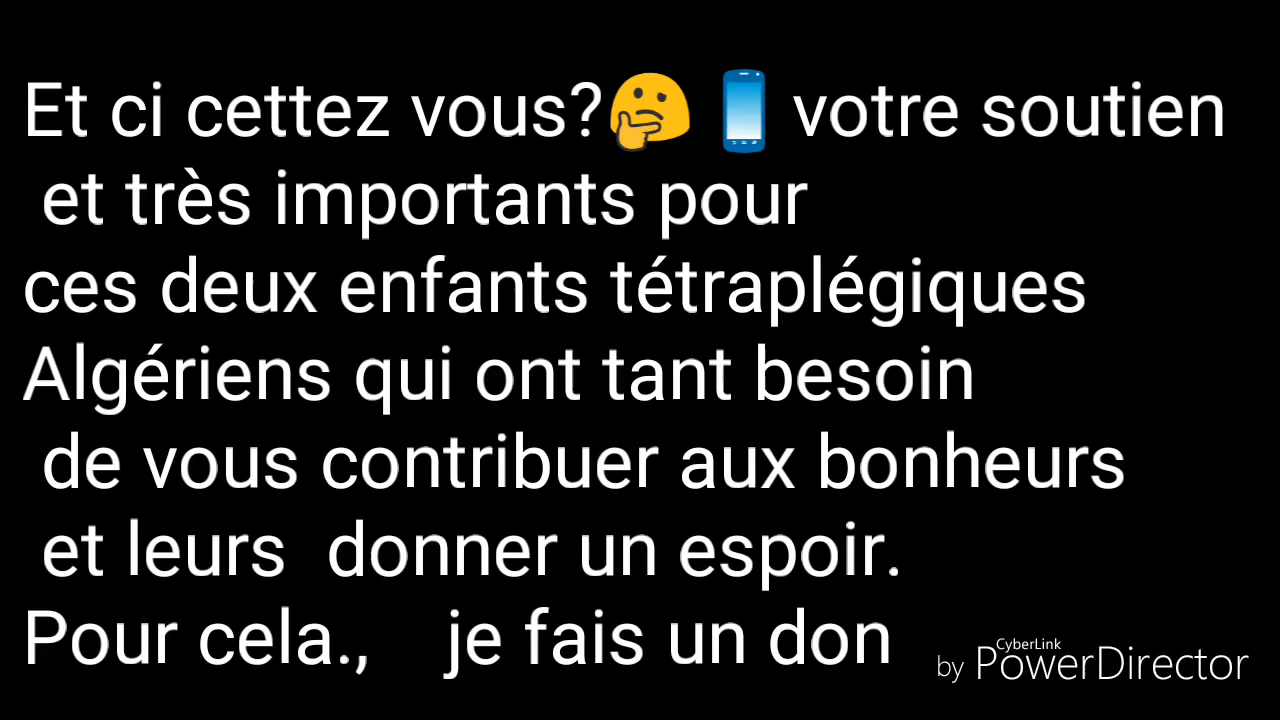 Et ci cettez vous?🤔 📱 votre soutien
et très importants pour
ces deux enfants tétraplégiques
Algériens qui ont tant besoin
de vous contribuer aux bonheurs
et leurs donner un espoir.
Pour cela., je fais un don
by CyberLink PowerDirector